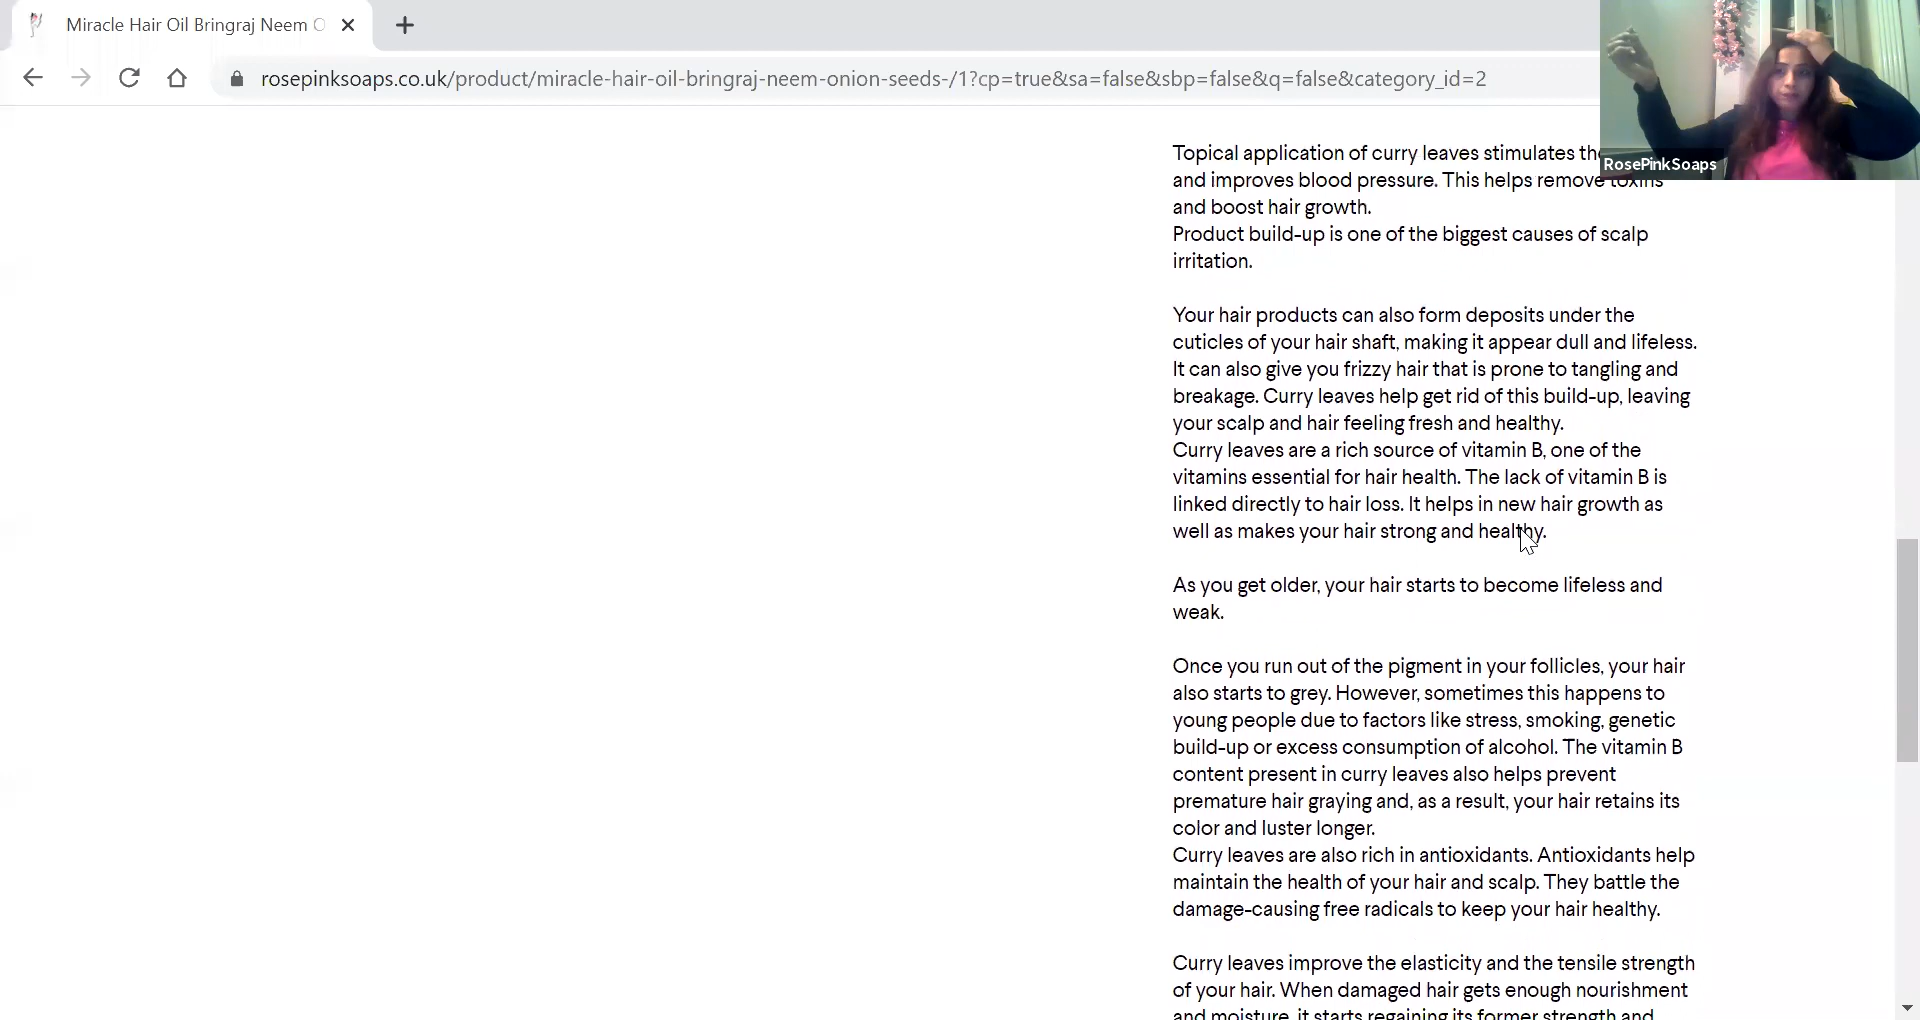 Miracle Hair Oil Bringraj Neem O
rosepinksoaps.co.uk/product/miracle-hair-oil-bringraj-neem-onion-seeds-/1?cp=true&sa=false&sbp=false&q=false&category_id=2
RosePinkSoaps
Topical application of curry leaves stimulates
and improves blood pressure. This helps remove toxins
and boost hair growth.
Product build-up is one of the biggest causes of scalp
irritation.
Your hair products can also form deposits under the
cuticles of your hair shaft, making it appear dull and lifeless.
It can also give you frizzy hair that is prone to tangling and
breakage. Curry leaves help get rid of this build-up, leaving
your scalp and hair feeling fresh and healthy.
Curry leaves are a rich source of vitamin B, one of the
vitamins essential for hair health. The lack of vitamin B is
linked directly to hair loss. It helps in new hair growth as
well as makes your hair strong and healthy.
As you get older, your hair starts to become lifeless and
weak.
Once you run out of the pigment in your follicles, your hair
also starts to grey. However, sometimes this happens to
young people due to factors like stress, smoking, genetic
build-up or excess consumption of alcohol. The vitamin B
content present in curry leaves also helps prevent
premature hair graying and, as a result, your hair retains its
color and luster longer.
Curry leaves are also rich in antioxidants. Antioxidants help
maintain the health of your hair and scalp. They battle the
damage-causing free radicals to keep your hair healthy.
Curry leaves improve the elasticity and the tensile strength
of your hair. When damaged hair gets enough nourishment
and moisture, it starts regaining its former strength and